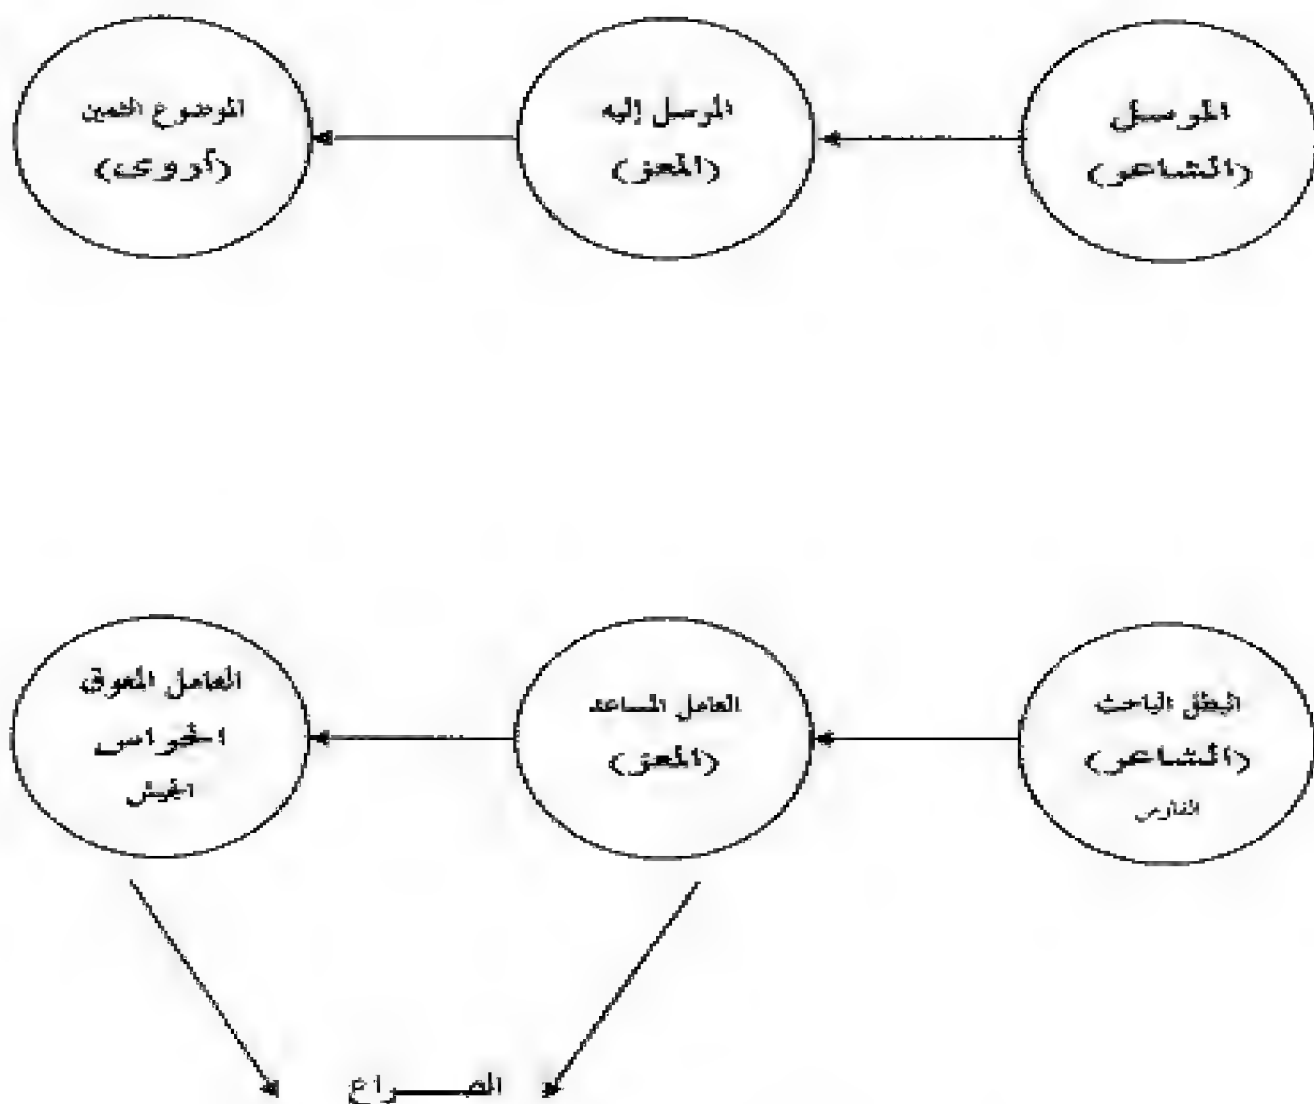 المرسل
(الشاعر)
المرسل إليه
(المعز)
الموضوع الثمين
(أروى)
البطل الباحث
(الشاعر)
الفارس
العامل المساعد
(المعز)
العامل المعوق
الحراس
الجيش
الصـــراع